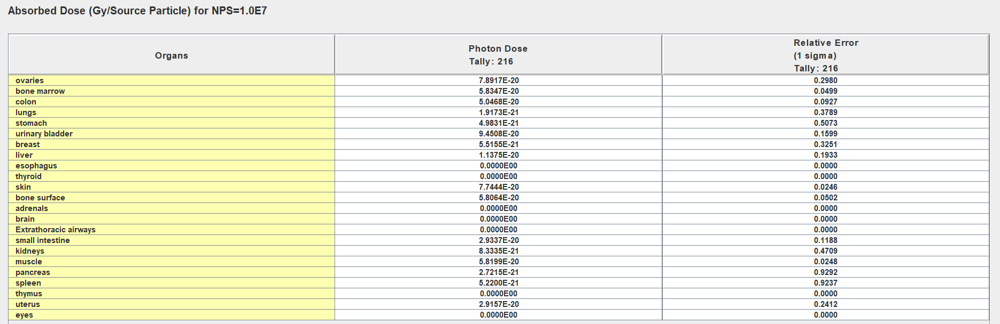 Absorbed Dose (Gy/Source Particle) for NPS=1.0E7
Organs
Photon Dose
Tally: 216
Relative Error
(1 sigma)
Tally: 216
ovaries 7.8917E-20 0.2980
bone marrow 5.8347E-20 0.0499
colon 5.0468E-20 0.0927
lungs 1.9173E-21 0.3789
stomach 4.9831E-21 0.5073
urinary bladder 9.4508E-20 0.1599
breast 5.5155E-21 0.3251
liver 1.1375E-20 0.1933
esophagus 0.0000E00 0.0000
thyroid 0.0000E00 0.0000
skin 7.7444E-20 0.0246
bone surface 5.8064E-20 0.0502
adrenals 0.0000E00 0.0000
brain 0.0000E00 0.0000
Extrathoracic airways 0.0000E00 0.0000
small intestine 2.9337E-20 0.1188
kidneys 8.3335E-21 0.4709
muscle 5.8199E-20 0.0248
pancreas 2.7215E-21 0.9292
spleen 5.2200E-21 0.9237
thymus 0.0000E00 0.0000
uterus 2.9157E-20 0.2412
eyes 0.0000E00 0.0000